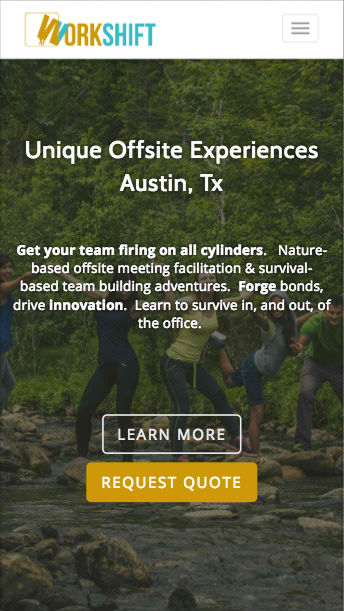 WORKSHIFT
Unique Offsite Experiences
Austin, Tx
Get your team firing on all cylinders.   Nature-
based offsite meeting facilitation & survival-
based team building adventures.  Forge bonds,
drive innovation.  Learn to survive in, and out, of
the office.
LEARN MORE
REQUEST QUOTE